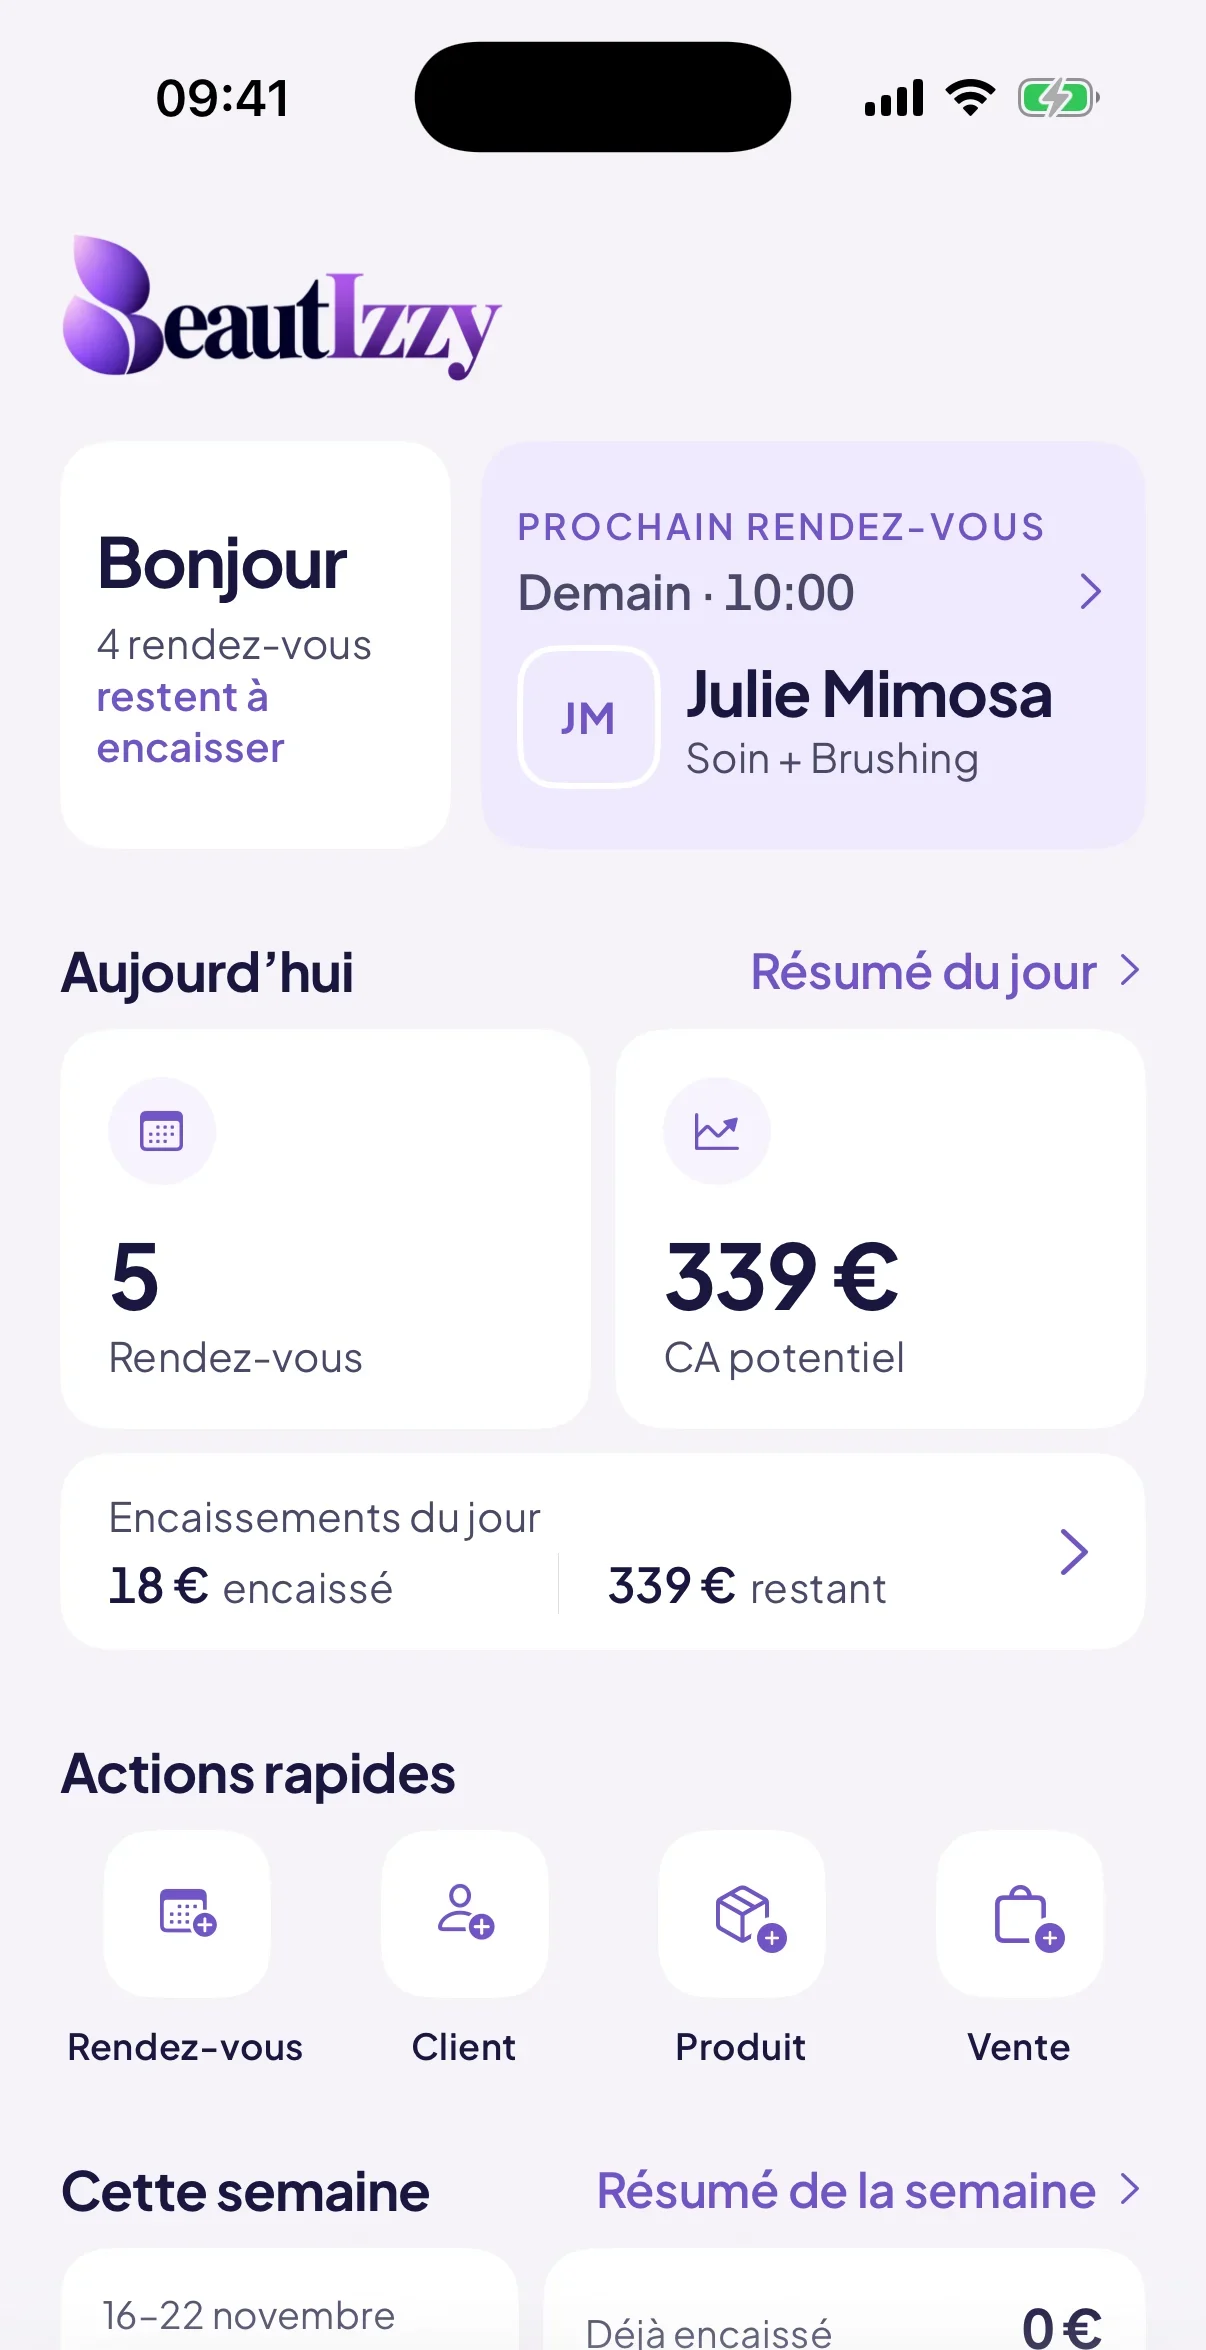 09:41
BeautIzzy
Bonjour
4 rendez-vous
restent à
encaisser
PROCHAIN RENDEZ-VOUS
Demain · 10:00
JM
Julie Mimosa
Soin + Brushing
Aujourd’hui
Résumé du jour
5
Rendez-vous
339 €
CA potentiel
Encaissements du jour
18 € encaissé
339 € restant
Actions rapides
Rendez-vous
Client
Produit
Vente
Cette semaine
Résumé de la semaine
16–22 novembre
Déjà encaissé
0 €